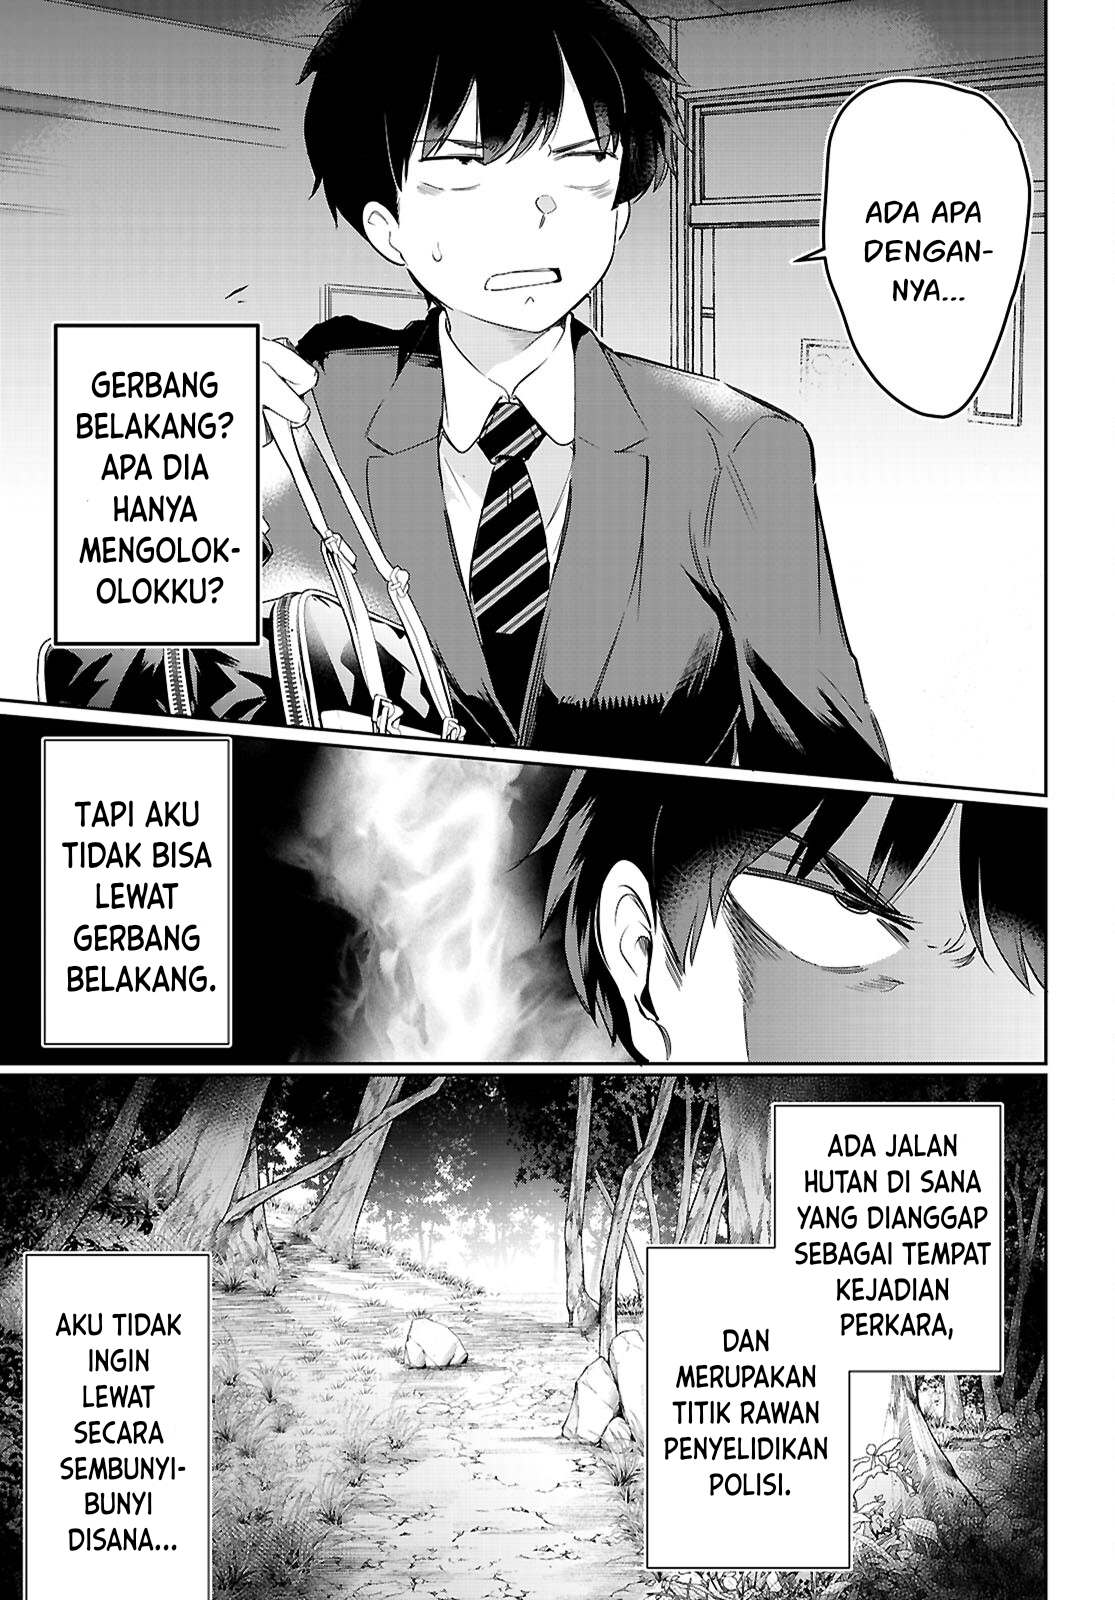 ADA APA
DENGAN-
NYA...
GERBANG
BELAKANG?
APA DIA
HANYA
MENGOLOK-
OLOKKU?
TAPI AKU
TIDAK BISA
LEWAT
GERBANG
BELAKANG.
ADA JALAN
HUTAN DI SANA
YANG DIANGGAP
SEBAGAI TEMPAT
KEJADIAN
PERKARA,
DAN
MERUPAKAN
TITIK RAWAN
PENYELIDIKAN
POLISI.
AKU TIDAK
INGIN
LEWAT
SECARA
SEMBUNYI-
BUNYI
DISANA...